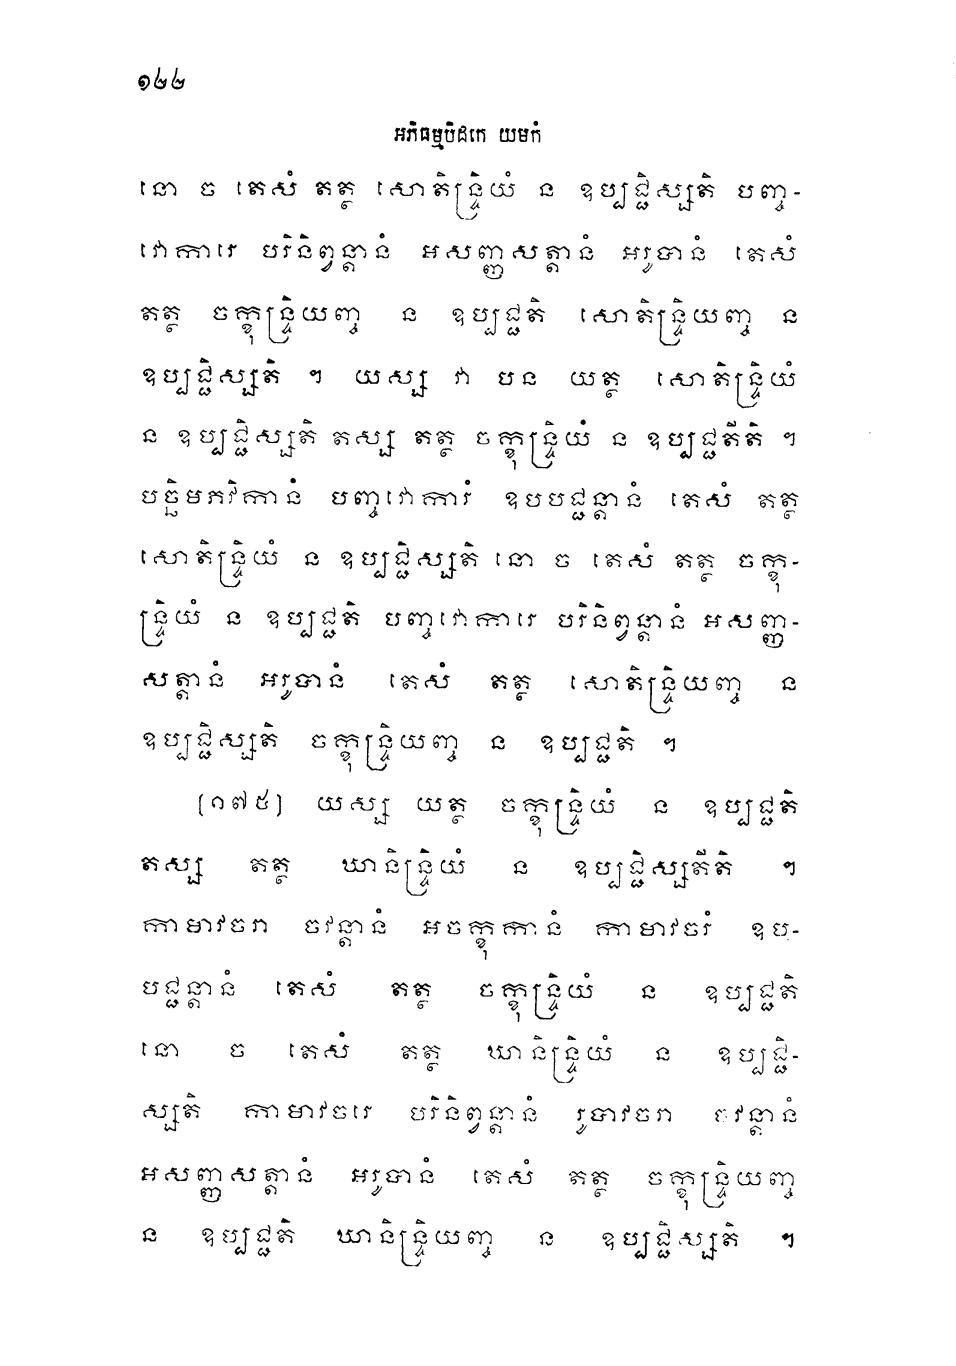 ១៤៤
អភិធម្មបិដកេ យមកំ
នោ ច តេសំ តត្ថ សោតិន្ទ្រិយំ ន ឧប្បជ្ជិស្សតិ បញ្ច-
វោការេ បរិនិព្វន្តានំ អសញ្ញសត្តានំ អរូបានំ តេសំ
តត្ថ ចក្ខុន្ទ្រិយញ្ច ន ឧប្បជ្ជតិ សោតិន្ទ្រិយញ្ច ន
ឧប្បជ្ជិស្សតិ ។ យស្ស វា បន យត្ថ សោតិន្ទ្រិយំ
ន ឧប្បជ្ជិស្សតិ តស្ស តត្ថ ចក្ខុន្ទ្រិយំ ន ឧប្បជ្ជតីតិ ។
បច្ឆិមភវិកានំ បញ្ចវោការំ ឧបបជ្ជន្តានំ តេសំ តត្ថ
សោតិន្ទ្រិយំ ន ឧប្បជ្ជិស្សតិ នោ ច តេសំ តត្ថ ចក្ខុ-
ន្ទ្រិយំ ន ឧប្បជ្ជតិ បញ្ចវោការេ បរិនិព្វន្តានំ អសញ្ញ-
សត្តានំ អរូបានំ តេសំ តត្ថ សោតិន្ទ្រិយញ្ច ន
ឧប្បជ្ជិស្សតិ ចក្ខុន្ទ្រិយញ្ច ន ឧប្បជ្ជតិ ។
[១៧៥] យស្ស យត្ថ ចក្ខុន្ទ្រិយំ ន ឧប្បជ្ជតិ
តស្ស តត្ថ ឃានិន្ទ្រិយំ ន ឧប្បជ្ជិស្សតីតិ ។
កាមាវចរា ចវន្តានំ អចក្ខុកានំ កាមាវចរំ ឧប-
បជ្ជន្តានំ តេសំ តត្ថ ចក្ខុន្ទ្រិយំ ន ឧប្បជ្ជតិ
នោ ច តេសំ តត្ថ ឃានិន្ទ្រិយំ ន ឧប្បជ្ជិ-
ស្សតិ កាមាវចរេ បរិនិព្វន្តានំ រូបាវចរា ចវន្តានំ
អសញ្ញសត្តានំ អរូបានំ តេសំ តត្ថ ចក្ខុន្ទ្រិយញ្ច
ន ឧប្បជ្ជតិ ឃានិន្ទ្រិយញ្ច ន ឧប្បជ្ជិស្សតិ ។